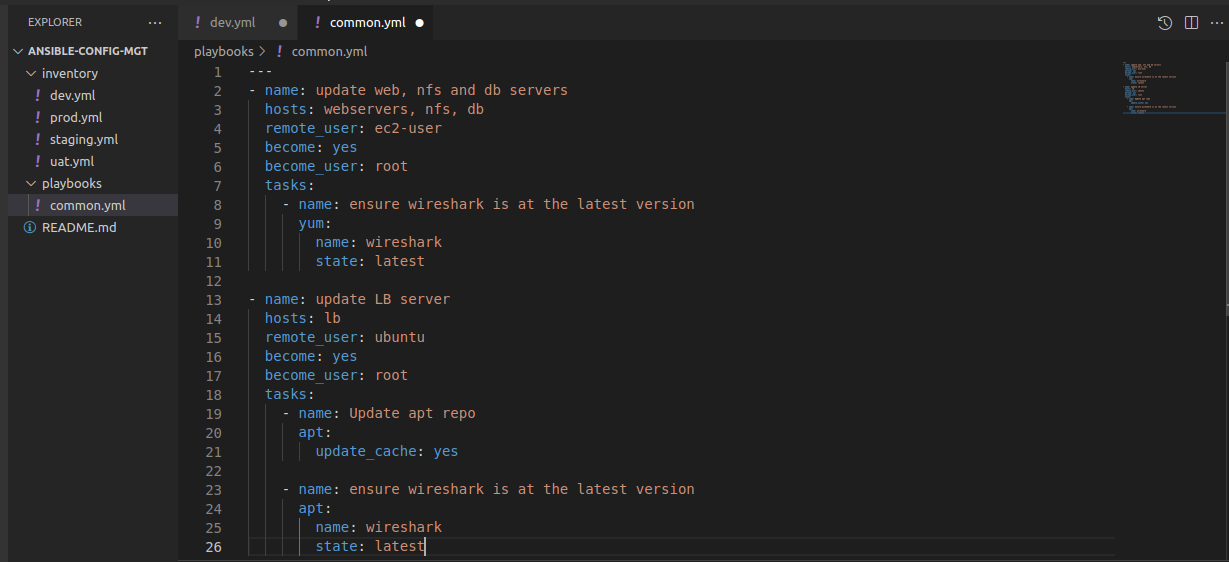 EXPLORER ...
ANSIBLE-CONFIG-MGT
inventory
! dev.yml
! prod.yml
! staging.yml
! uat.yml
playbooks
! common.yml
README.md
! dev.yml ●
! common.yml ●
playbooks > ! common.yml
1 ---
2 - name: update web, nfs and db servers
3   hosts: webservers, nfs, db
4   remote_user: ec2-user
5   become: yes
6   become_user: root
7   tasks:
8     - name: ensure wireshark is at the latest version
9       yum:
10         name: wireshark
11         state: latest
12
13 - name: update LB server
14   hosts: lb
15   remote_user: ubuntu
16   become: yes
17   become_user: root
18   tasks:
19     - name: Update apt repo
20       apt:
21         update_cache: yes
22
23     - name: ensure wireshark is at the latest version
24       apt:
25         name: wireshark
26         state: latest